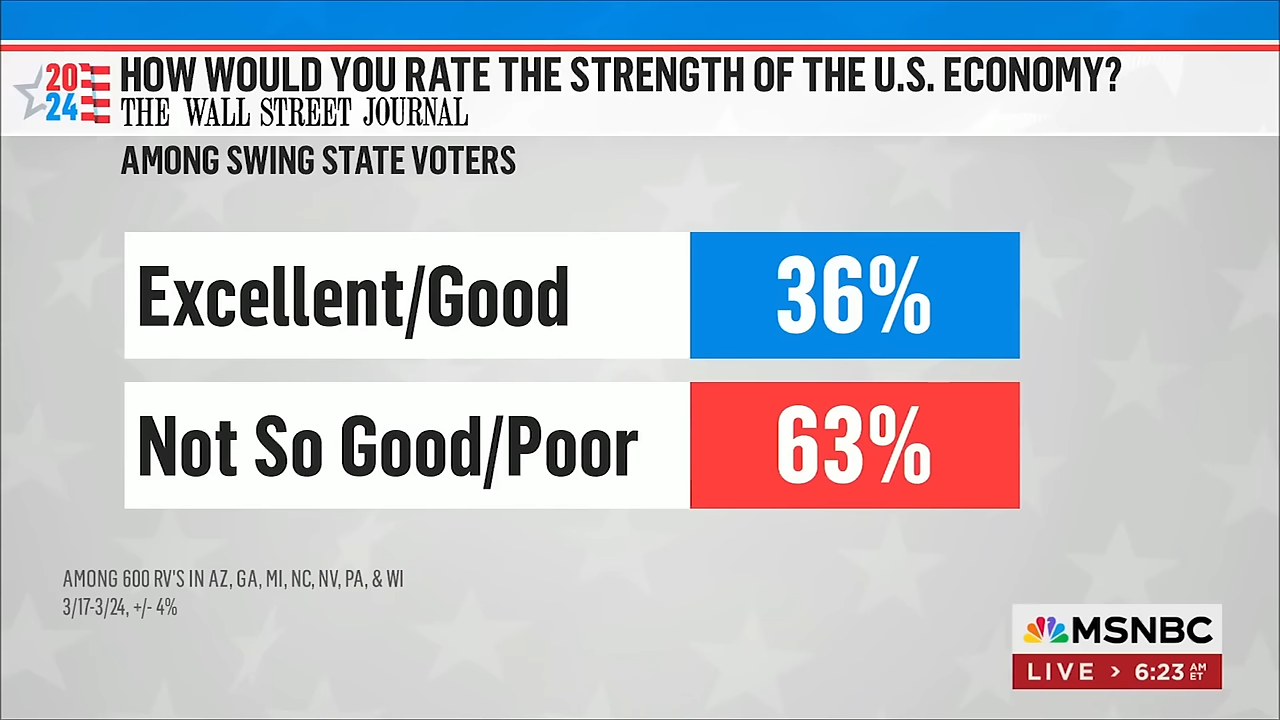 2024
HOW WOULD YOU RATE THE STRENGTH OF THE U.S. ECONOMY?
THE WALL STREET JOURNAL
AMONG SWING STATE VOTERS
Excellent/Good 36%
Not So Good/Poor 63%
AMONG 600 RV'S IN AZ, GA, MI, NC, NV, PA, & WI
3/17-3/24, +/- 4%
MSNBC
LIVE > 6:23 AM ET